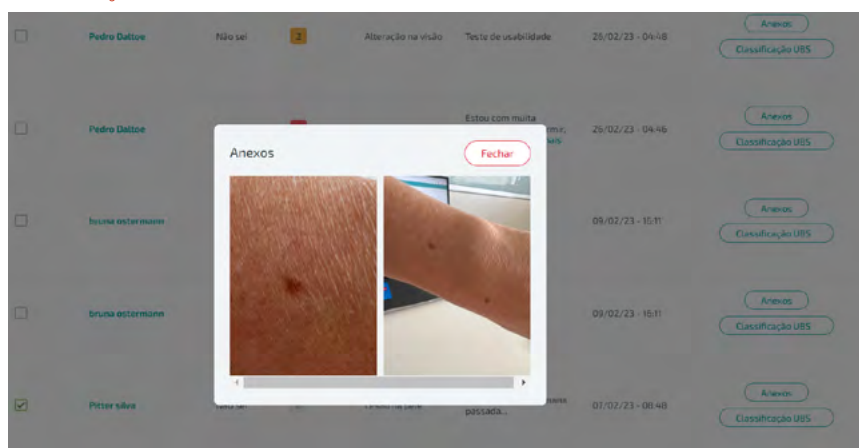 Anexos
Pedro Dattoe Não sei 2 Alteração na visão Teste de usabilidade 26/02/23 - 04:48
Classificação UBS
Estou com muita
Anexos
Pedro Dattoe 26/02/23 - 04:46
Classificação UBS
Anexos
Fechar
Anexos
bruna ostermann 09/02/23 - 16:11
Classificação UBS
Anexos
bruna ostermann 09/02/23 - 16:11
Classificação UBS
Anexos
Pitter silva 01/02/23 - 08:48
passada...
Classificação UBS